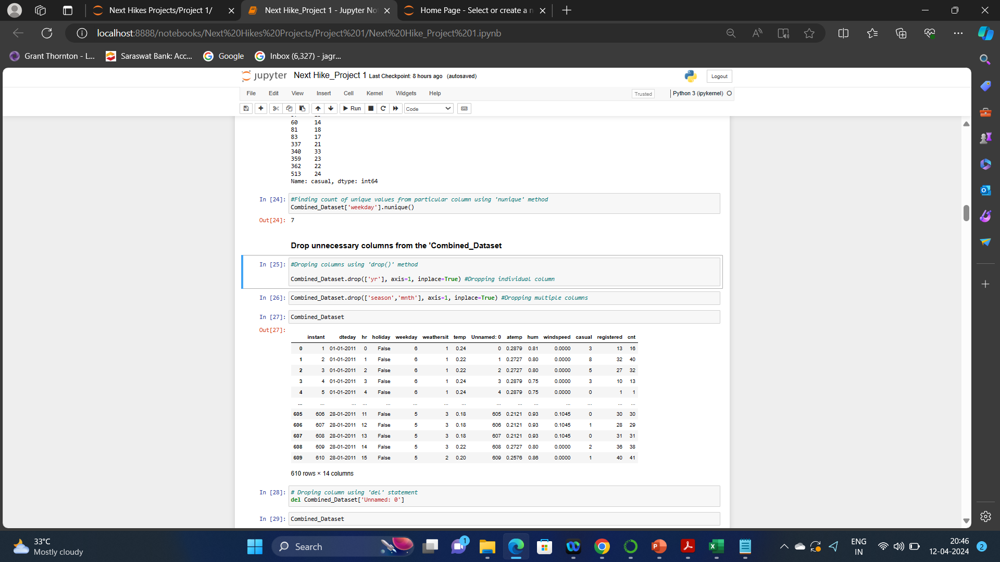 Next Hikes Projects/Project 1/
Next Hike_Project 1 - Jupyter No
Home Page - Select or create a n
localhost:8888/notebooks/Next%20Hikes%20Projects/Project%201/Next%20Hike_Project%201.ipynb
Grant Thornton - L...
Saraswat Bank: Acc...
Google
Inbox (6,327) - jagr...
jupyter Next Hike_Project 1 Last Checkpoint: 8 hours ago (autosaved)
Logout
File Edit View Insert Cell Kernel Widgets Help
Trusted
Python 3 (ipykernel)
Run
Code
60 14
81 18
83 17
337 21
340 33
359 23
362 22
513 24
Name: casual, dtype: int64
In [24]: #Finding count of unique values from particular column using 'nunique' method
Combined_Dataset['weekday'].nunique()
Out[24]: 7
Drop unnecessary columns from the 'Combined_Dataset
In [25]: #Droping columns using 'drop()' method
Combined_Dataset.drop(['yr'], axis=1, inplace=True) #Dropping individual column
In [26]: Combined_Dataset.drop(['season','mnth'], axis=1, inplace=True) #Dropping multiple columns
In [27]: Combined_Dataset
Out[27]:
instant dteday hr holiday weekday weathersit temp Unnamed: 0 atemp hum windspeed casual registered cnt
0 1 01-01-2011 0 False 6 1 0.24 0 0.2879 0.81 0.0000 3 13 16
1 2 01-01-2011 1 False 6 1 0.22 1 0.2727 0.80 0.0000 8 32 40
2 3 01-01-2011 2 False 6 1 0.22 2 0.2727 0.80 0.0000 5 27 32
3 4 01-01-2011 3 False 6 1 0.24 3 0.2879 0.75 0.0000 3 10 13
4 5 01-01-2011 4 False 6 1 0.24 4 0.2879 0.75 0.0000 0 1 1
... ... ... ... ... ... ... ... ... ... ... ... ... ... ...
605 606 28-01-2011 11 False 5 3 0.18 605 0.2121 0.93 0.1045 0 30 30
606 607 28-01-2011 12 False 5 3 0.18 606 0.2121 0.93 0.1045 1 28 29
607 608 28-01-2011 13 False 5 3 0.18 607 0.2121 0.93 0.1045 0 31 31
608 609 28-01-2011 14 False 5 3 0.22 608 0.2727 0.80 0.0000 2 36 38
609 610 28-01-2011 15 False 5 2 0.20 609 0.2576 0.86 0.0000 1 40 41
610 rows × 14 columns
In [28]: # Droping column using 'del' statement
del Combined_Dataset['Unnamed: 0']
In [29]: Combined_Dataset
33°C
Mostly cloudy
Search
1
ENG
IN
20:46
12-04-2024
2